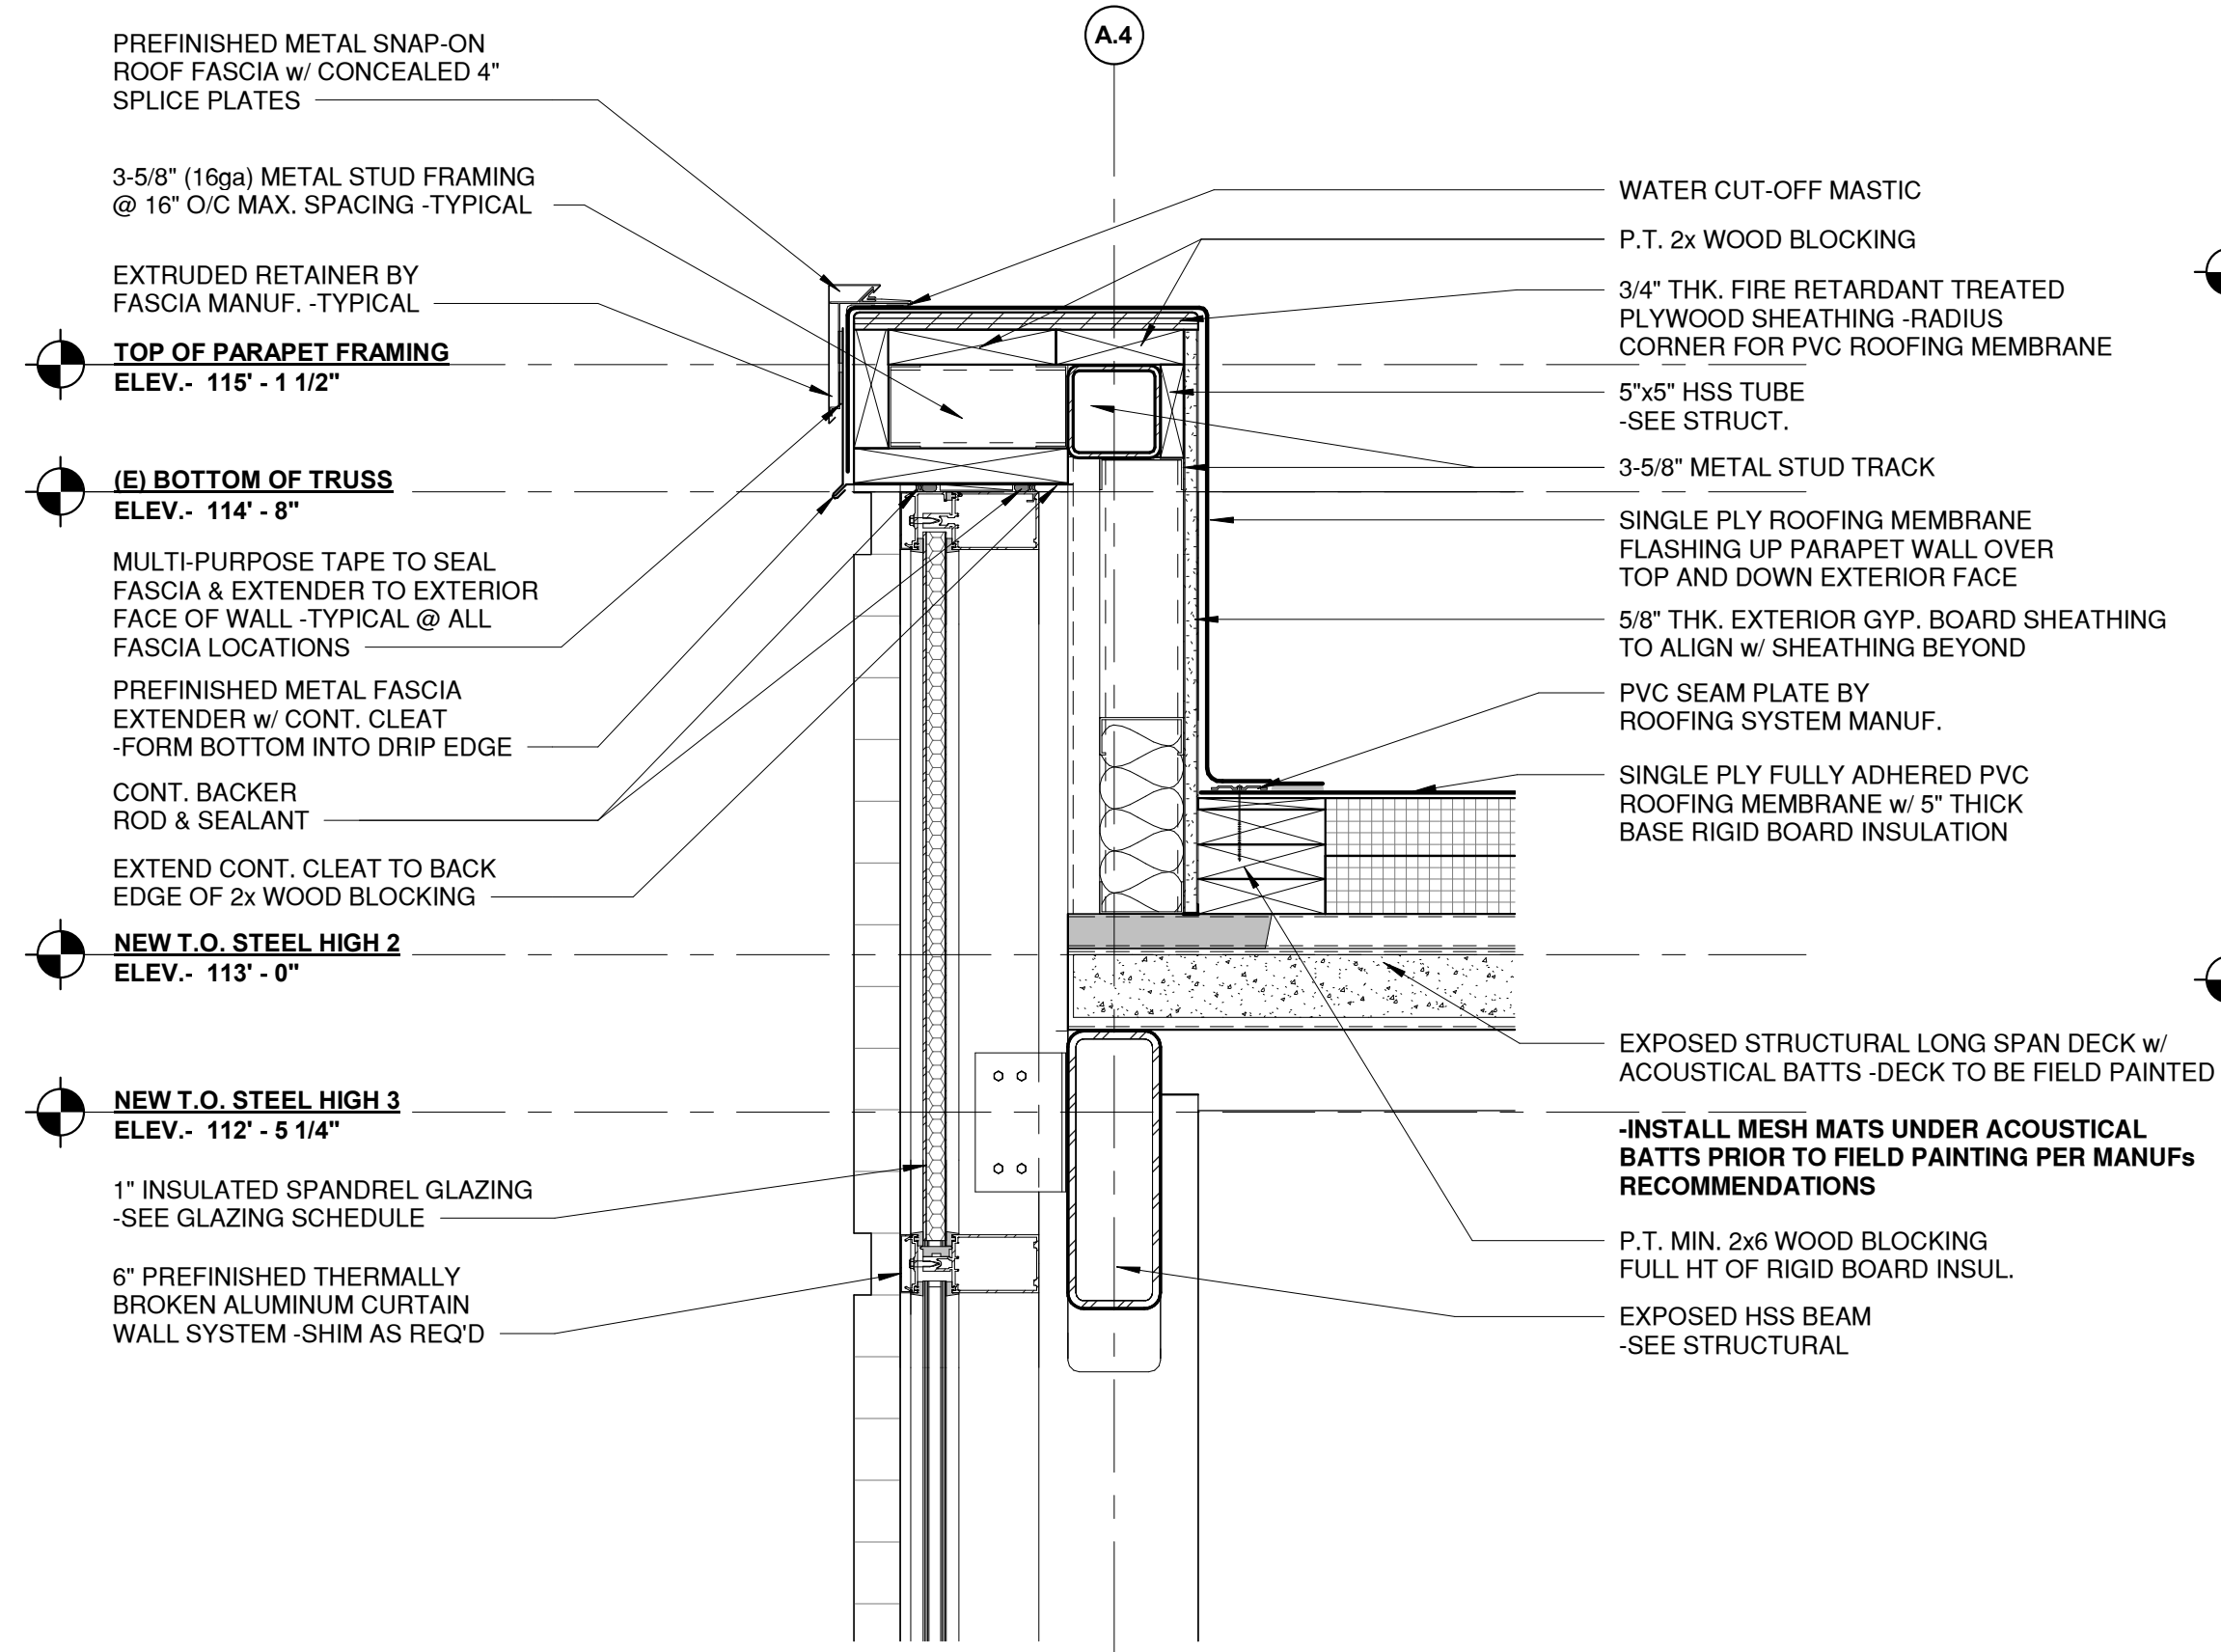 A.4
PREFINISHED METAL SNAP-ON
ROOF FASCIA w/ CONCEALED 4"
SPLICE PLATES
3-5/8" (16ga) METAL STUD FRAMING
@ 16" O/C MAX. SPACING -TYPICAL
EXTRUDED RETAINER BY
FASCIA MANUF. -TYPICAL
TOP OF PARAPET FRAMING
ELEV.- 115' - 1 1/2"
(E) BOTTOM OF TRUSS
ELEV.- 114' - 8"
MULTI-PURPOSE TAPE TO SEAL
FASCIA & EXTENDER TO EXTERIOR
FACE OF WALL -TYPICAL @ ALL
FASCIA LOCATIONS
PREFINISHED METAL FASCIA
EXTENDER w/ CONT. CLEAT
-FORM BOTTOM INTO DRIP EDGE
CONT. BACKER
ROD & SEALANT
EXTEND CONT. CLEAT TO BACK
EDGE OF 2x WOOD BLOCKING
NEW T.O. STEEL HIGH 2
ELEV.- 113' - 0"
NEW T.O. STEEL HIGH 3
ELEV.- 112' - 5 1/4"
1" INSULATED SPANDREL GLAZING
-SEE GLAZING SCHEDULE
6" PREFINISHED THERMALLY
BROKEN ALUMINUM CURTAIN
WALL SYSTEM -SHIM AS REQ'D
WATER CUT-OFF MASTIC
P.T. 2x WOOD BLOCKING
3/4" THK. FIRE RETARDANT TREATED
PLYWOOD SHEATHING -RADIUS
CORNER FOR PVC ROOFING MEMBRANE
5"x5" HSS TUBE
-SEE STRUCT.
3-5/8" METAL STUD TRACK
SINGLE PLY ROOFING MEMBRANE
FLASHING UP PARAPET WALL OVER
TOP AND DOWN EXTERIOR FACE
5/8" THK. EXTERIOR GYP. BOARD SHEATHING
TO ALIGN w/ SHEATHING BEYOND
PVC SEAM PLATE BY
ROOFING SYSTEM MANUF.
SINGLE PLY FULLY ADHERED PVC
ROOFING MEMBRANE w/ 5" THICK
BASE RIGID BOARD INSULATION
EXPOSED STRUCTURAL LONG SPAN DECK w/
ACOUSTICAL BATTS -DECK TO BE FIELD PAINTED
-INSTALL MESH MATS UNDER ACOUSTICAL
BATTS PRIOR TO FIELD PAINTING PER MANUFs
RECOMMENDATIONS
P.T. MIN. 2x6 WOOD BLOCKING
FULL HT OF RIGID BOARD INSUL.
EXPOSED HSS BEAM
-SEE STRUCTURAL